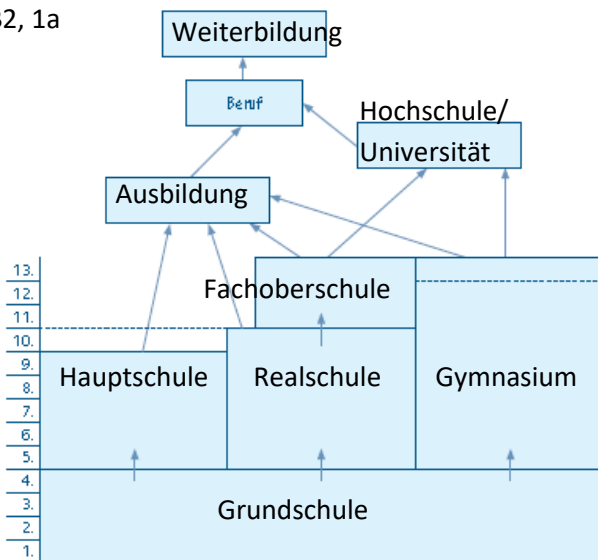 B2, 1a
Weiterbildung
Beruf
Hochschule/
Universität
Ausbildung
13.
12.
11.
10.
9.
8.
7.
6.
5.
4.
3.
2.
1.
Fachoberschule
Hauptschule
Realschule
Gymnasium
Grundschule